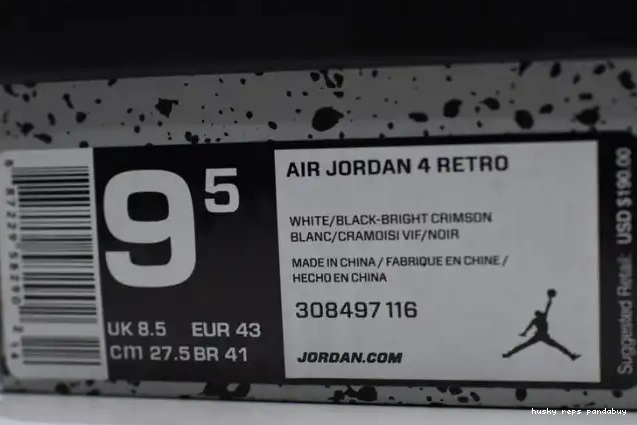 9 5
UK 8.5 EUR 43
cm 27.5 BR 41
AIR JORDAN 4 RETRO
WHITE/BLACK-BRIGHT CRIMSON
BLANC/CRAMOISI VIF/NOIR
MADE IN CHINA / FABRIQUE EN CHINE /
HECHO EN CHINA
308497 116
JORDAN.COM
Suggested Retail: USD $190.00
husky reps pandabuy